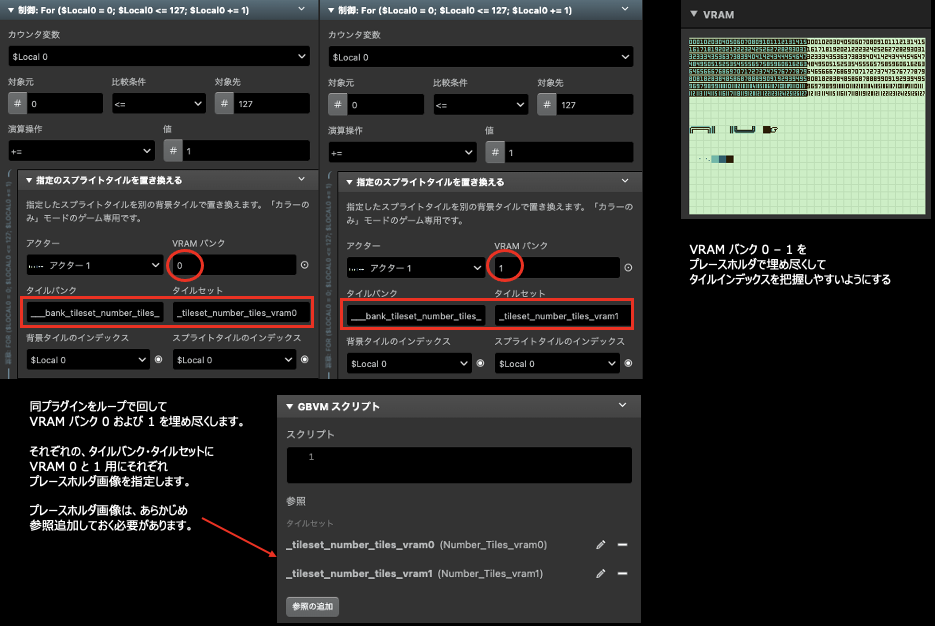 ▼ 制御: For ($Local0 = 0; $Local0 <= 127; $Local0 += 1)
カウンタ変数
$Local 0
対象元
比較条件
対象先
# 0
<=
# 127
演算操作
値
+=
# 1
▼ 指定のスプライトタイルを置き換える
指定したスプライトタイルを別の背景タイルで置き換えます。「カラーの
み」モードのゲーム専用です。
アクター
VRAM バンク
アクター 1
0
タイルバンク
タイルセット
___bank_tileset_number_tiles_
_tileset_number_tiles_vram0
背景タイルのインデックス
スプライトタイルのインデックス
$Local 0
$Local 0
▼ 制御: For ($Local0 = 0; $Local0 <= 127; $Local0 += 1)
カウンタ変数
$Local 0
対象元
比較条件
対象先
# 0
<=
# 127
演算操作
値
+=
# 1
▼ 指定のスプライトタイルを置き換える
指定したスプライトタイルを別の背景タイルで置き換えます。「カラーの
み」モードのゲーム専用です。
アクター
VRAM バンク
アクター 1
1
タイルバンク
タイルセット
___bank_tileset_number_tiles_
_tileset_number_tiles_vram1
背景タイルのインデックス
スプライトタイルのインデックス
$Local 0
$Local 0
▼ VRAM
VRAM バンク 0 – 1 を
プレースホルダで埋め尽くして
タイルインデックスを把握しやすいようにする
同プラグインをループで回して
VRAM バンク 0 および 1 を埋め尽くします。
それぞれの、タイルバンク・タイルセットに
VRAM 0 と 1 用にそれぞれ
プレースホルダ画像を指定します。
プレースホルダ画像は、あらかじめ
参照追加しておく必要があります。
▼ GBVM スクリプト
スクリプト
1
参照
タイルセット
_tileset_number_tiles_vram0 (Number_Tiles_vram0)
_tileset_number_tiles_vram1 (Number_Tiles_vram1)
参照の追加